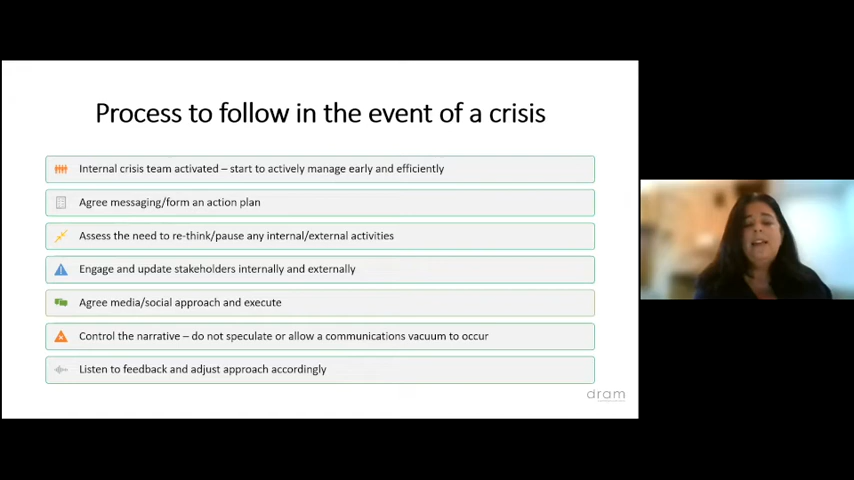 Process to follow in the event of a crisis
Internal crisis team activated – start to actively manage early and efficiently
Agree messaging/form an action plan
Assess the need to re-think/pause any internal/external activities
Engage and update stakeholders internally and externally
Agree media/social approach and execute
Control the narrative – do not speculate or allow a communications vacuum to occur
Listen to feedback and adjust approach accordingly
dram